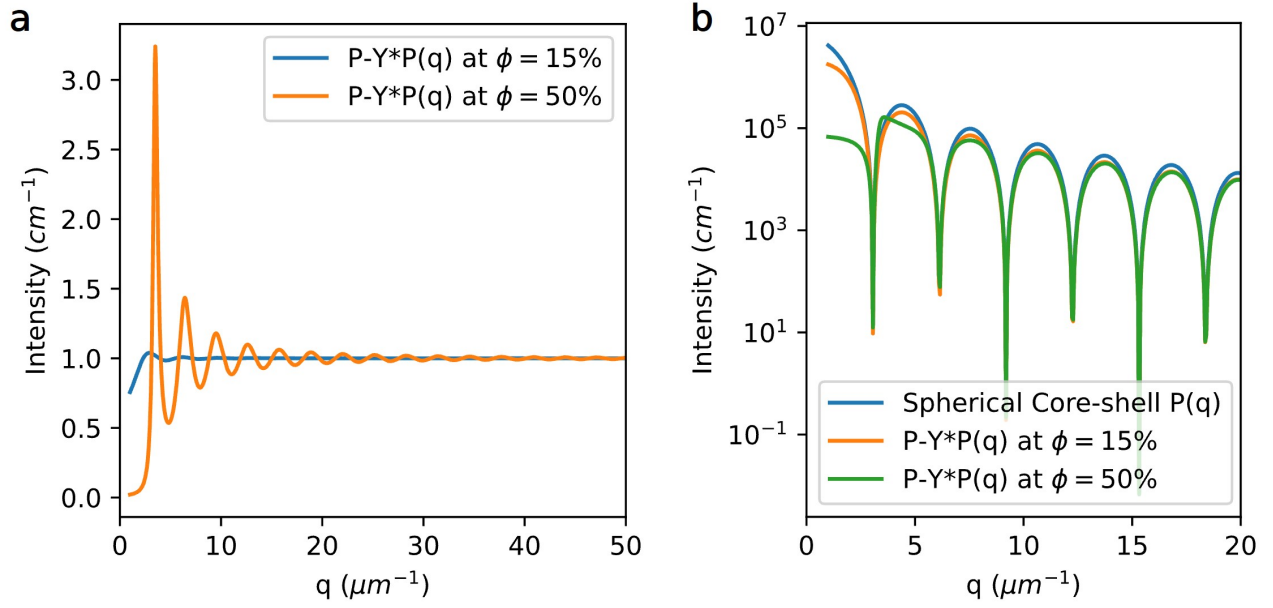 a
3.0
2.5
2.0
1.5
1.0
0.5
0.0
Intensity (cm⁻¹)
P-Y*P(q) at ϕ = 15%
P-Y*P(q) at ϕ = 50%
0 10 20 30 40 50
q (μm⁻¹)
b
10⁷
10⁵
10³
10¹
10⁻¹
Intensity (cm⁻¹)
Spherical Core-shell P(q)
P-Y*P(q) at ϕ = 15%
P-Y*P(q) at ϕ = 50%
0 5 10 15 20
q (μm⁻¹)